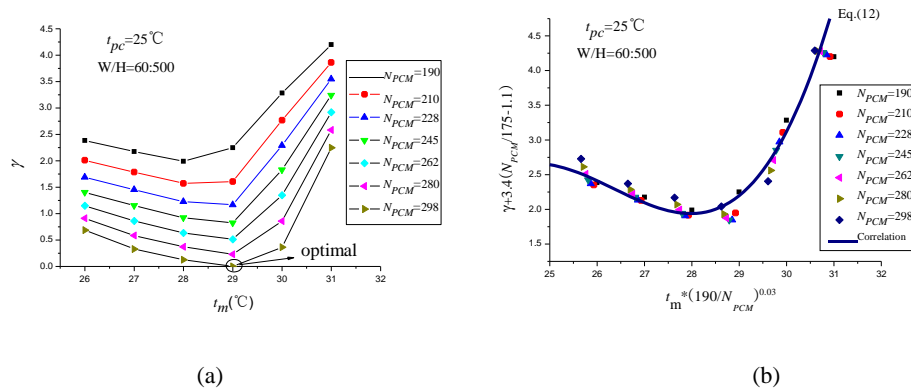 t_pc=25℃
W/H=60:500
γ
4.5
4.0
3.5
3.0
2.5
2.0
1.5
1.0
0.5
0.0
26
27
28
29
30
31
32
t_m(℃)
optimal
N_PCM=190
N_PCM=210
N_PCM=228
N_PCM=245
N_PCM=262
N_PCM=280
N_PCM=298
(a)
Eq.(12)
t_pc=25℃
W/H=60:500
γ+3.4(N_PCM/175-1.1)
4.5
4.0
3.5
3.0
2.5
2.0
1.5
25
26
27
28
29
30
31
32
t_m*(190/N_PCM)^0.03
N_PCM=190
N_PCM=210
N_PCM=228
N_PCM=245
N_PCM=262
N_PCM=280
N_PCM=298
Correlation
(b)